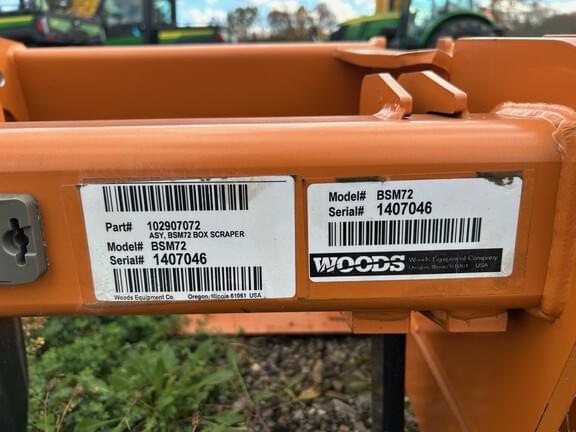 Part# 102907072
ASY, BSM72 BOX SCRAPER
Model# BSM72
Serial# 1407046
Woods Equipment Co. Oregon, Illinois 61061 USA
Model# BSM72
Serial# 1407046
WOODS
Woods Equipment Company
Oregon, Illinois 61061 USA